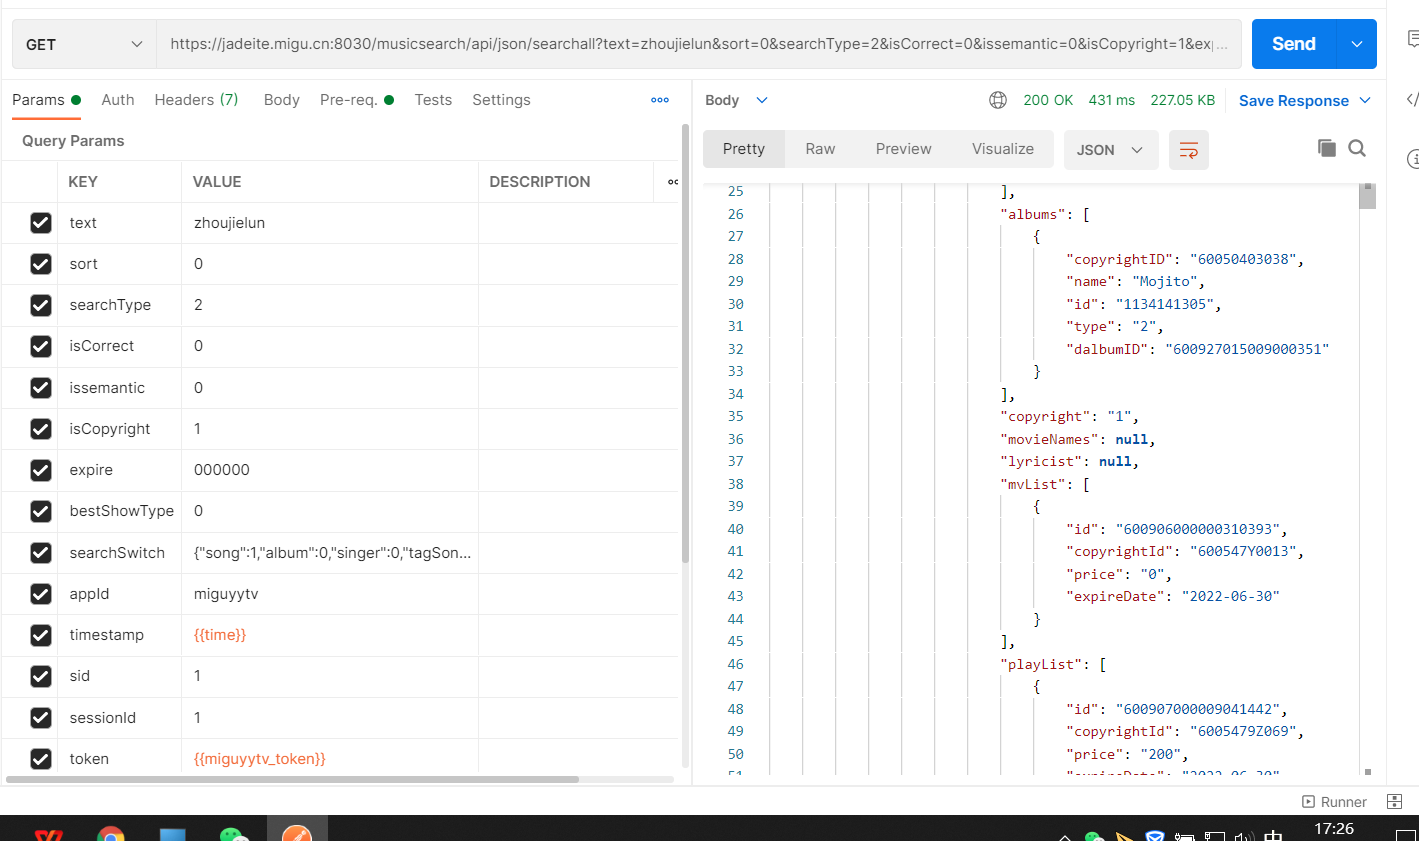 GET
https://jadeite.migu.cn:8030/musicsearch/api/json/searchall?text=zhoujielun&sort=0&searchType=2&isCorrect=0&issemantic=0&isCopyright=1&exp...
Send
Params
Auth
Headers (7)
Body
Pre-req.
Tests
Settings
Query Params
KEY VALUE DESCRIPTION
text zhoujielun
sort 0
searchType 2
isCorrect 0
issemantic 0
isCopyright 1
expire 000000
bestShowType 0
searchSwitch {"song":1,"album":0,"singer":0,"tagSon...
appId miguyytv
timestamp {{time}}
sid 1
sessionId 1
token {{miguyytv_token}}
Body
200 OK 431 ms 227.05 KB Save Response
Pretty Raw Preview Visualize JSON
25 ],
26 "albums": [
27 {
28 "copyrightID": "60050403038",
29 "name": "Mojito",
30 "id": "1134141305",
31 "type": "2",
32 "dalbumID": "600927015009000351"
33 }
34 ],
35 "copyright": "1",
36 "movieNames": null,
37 "lyricist": null,
38 "mvList": [
39 {
40 "id": "600906000000310393",
41 "copyrightId": "600547Y0013",
42 "price": "0",
43 "expireDate": "2022-06-30"
44 }
45 ],
46 "playList": [
47 {
48 "id": "600907000009041442",
49 "copyrightId": "6005479Z069",
50 "price": "200",
51 "expireDate": "2022-06-30"
Runner
中
17:26